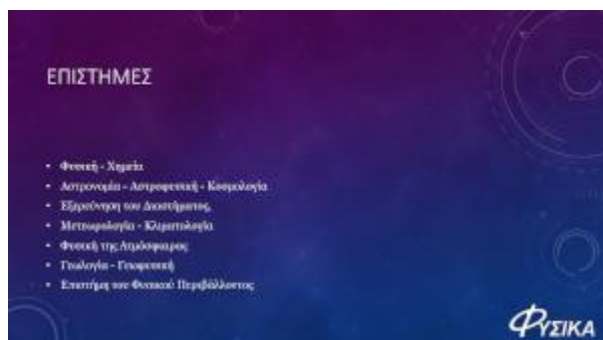 ΕΠΙΣΤΗΜΕΣ
• Φυσική - Χημεία
• Αστρονομία - Αστροφυσική - Κοσμολογία
• Εξερεύνηση του Διαστήματος,
• Μετεωρολογία - Κλιματολογία
• Φυσική της Ατμόσφαιρας
• Γεωλογία - Γεωφυσική
• Επιστήμη του Φυσικού Περιβάλλοντος
ΦΥΣΙΚΑ